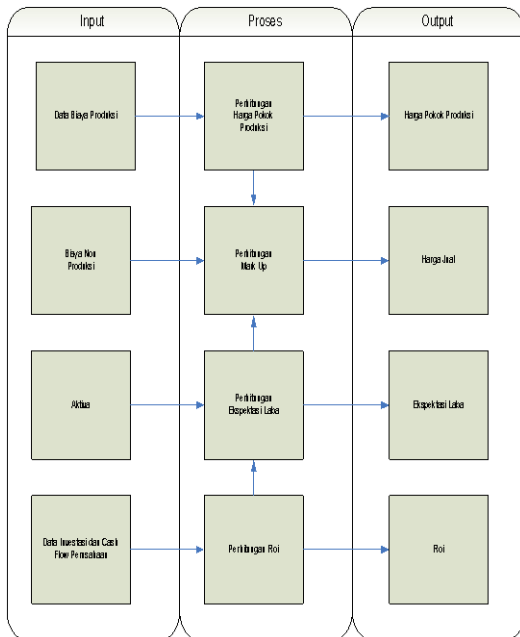 Input
Proses
Output
Data Biaya Produksi
Perhitungan
Harga Pokok
Produksi
Harga Pokok Produksi
Biaya Non
Produksi
Perhitungan
Mark Up
Harga Jual
Aktiva
Perhitungan
Ekspektasi Laba
Ekspektasi Laba
Data Investasi dan Cash
Flow Perusahaan
Perhitungan Roi
Roi